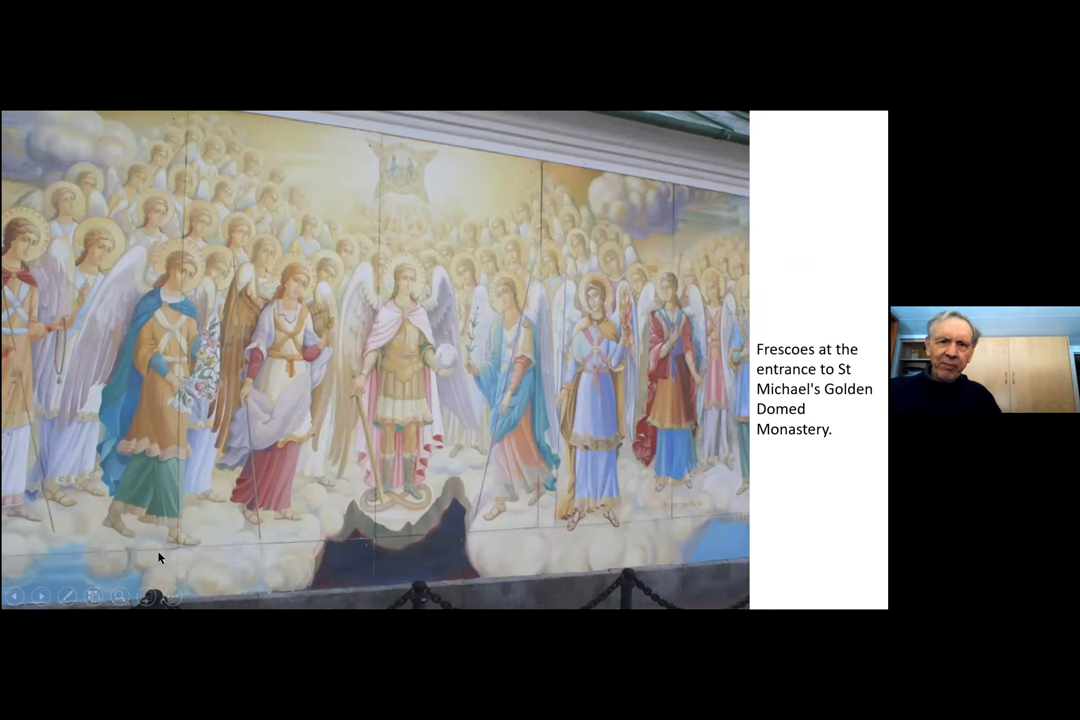 Frescoes at the
entrance to St
Michael's Golden
Domed
Monastery.